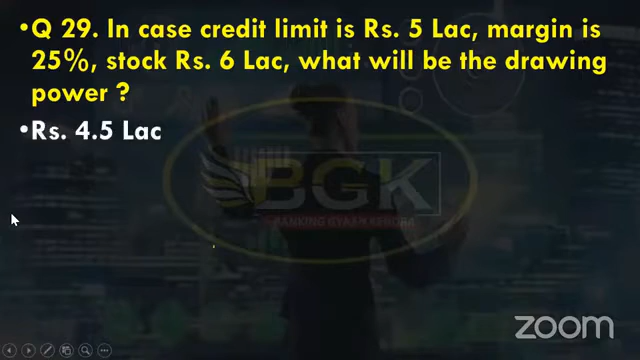 •Q 29. In case credit limit is Rs. 5 Lac, margin is
25%, stock Rs. 6 Lac, what will be the drawing
power ?
•Rs. 4.5 Lac
BGK
BANKING GYAAN KENDRA
zoom